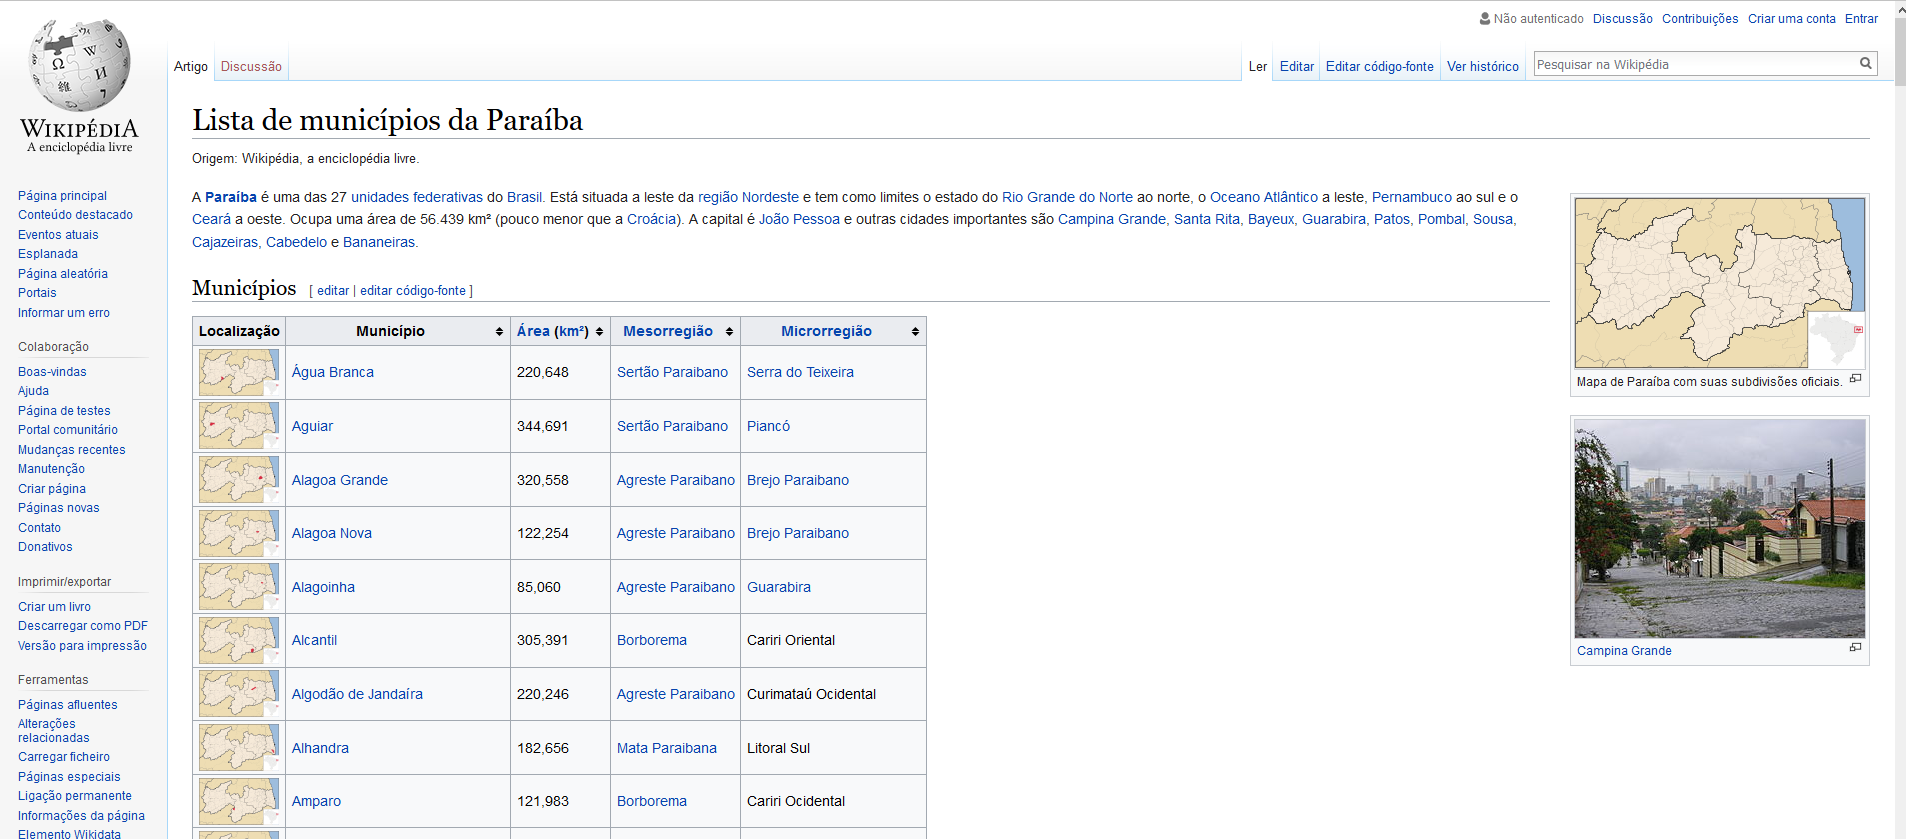 Não autenticado Discussão Contribuições Criar uma conta Entrar
Artigo Discussão Ler Editar Editar código-fonte Ver histórico Pesquisar na Wikipédia
WIKIPÉDIA
A enciclopédia livre
Página principal
Conteúdo destacado
Eventos atuais
Esplanada
Página aleatória
Portais
Informar um erro
Colaboração
Boas-vindas
Ajuda
Página de testes
Portal comunitário
Mudanças recentes
Manutenção
Criar página
Páginas novas
Contato
Donativos
Imprimir/exportar
Criar um livro
Descarregar como PDF
Versão para impressão
Ferramentas
Páginas afluentes
Alterações
relacionadas
Carregar ficheiro
Páginas especiais
Ligação permanente
Informações da página
Elemento Wikidata
Lista de municípios da Paraíba
Origem: Wikipédia, a enciclopédia livre.
A Paraíba é uma das 27 unidades federativas do Brasil. Está situada a leste da região Nordeste e tem como limites o estado do Rio Grande do Norte ao norte, o Oceano Atlântico a leste, Pernambuco ao sul e o
Ceará a oeste. Ocupa uma área de 56.439 km² (pouco menor que a Croácia). A capital é João Pessoa e outras cidades importantes são Campina Grande, Santa Rita, Bayeux, Guarabira, Patos, Pombal, Sousa,
Cajazeiras, Cabedelo e Bananeiras.
Municípios [ editar | editar código-fonte ]
Localização Município Área (km²) Mesorregião Microrregião
Água Branca 220,648 Sertão Paraibano Serra do Teixeira
Aguiar 344,691 Sertão Paraibano Piancó
Alagoa Grande 320,558 Agreste Paraibano Brejo Paraibano
Alagoa Nova 122,254 Agreste Paraibano Brejo Paraibano
Alagoinha 85,060 Agreste Paraibano Guarabira
Alcantil 305,391 Borborema Cariri Oriental
Algodão de Jandaíra 220,246 Agreste Paraibano Curimataú Ocidental
Alhandra 182,656 Mata Paraibana Litoral Sul
Amparo 121,983 Borborema Cariri Ocidental
Mapa de Paraíba com suas subdivisões oficiais.
Campina Grande